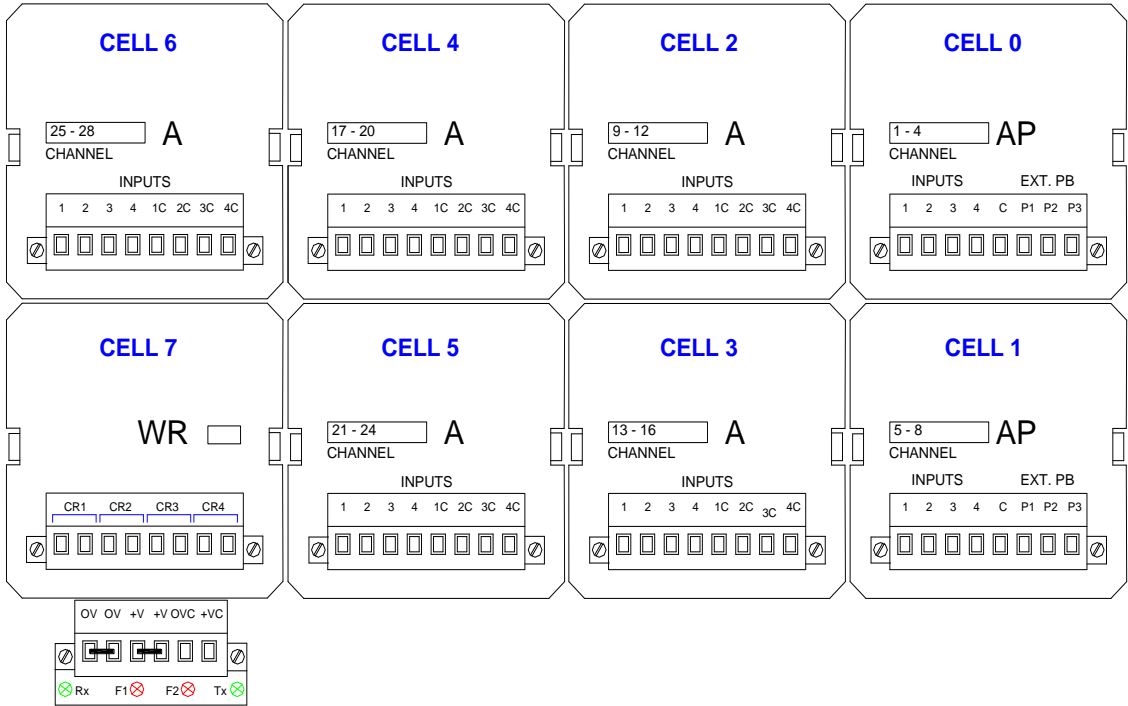 CELL 6
25 - 28 A
CHANNEL
INPUTS
1 2 3 4 1C 2C 3C 4C
CELL 4
17 - 20 A
CHANNEL
INPUTS
1 2 3 4 1C 2C 3C 4C
CELL 2
9 - 12 A
CHANNEL
INPUTS
1 2 3 4 1C 2C 3C 4C
CELL 0
1 - 4 AP
CHANNEL
INPUTS EXT. PB
1 2 3 4 C P1 P2 P3
CELL 7
WR
CR1 CR2 CR3 CR4
CELL 5
21 - 24 A
CHANNEL
INPUTS
1 2 3 4 1C 2C 3C 4C
CELL 3
13 - 16 A
CHANNEL
INPUTS
1 2 3 4 1C 2C 3C 4C
CELL 1
5 - 8 AP
CHANNEL
INPUTS EXT. PB
1 2 3 4 C P1 P2 P3
OV OV +V +V OVC +VC
Rx F1 F2 Tx